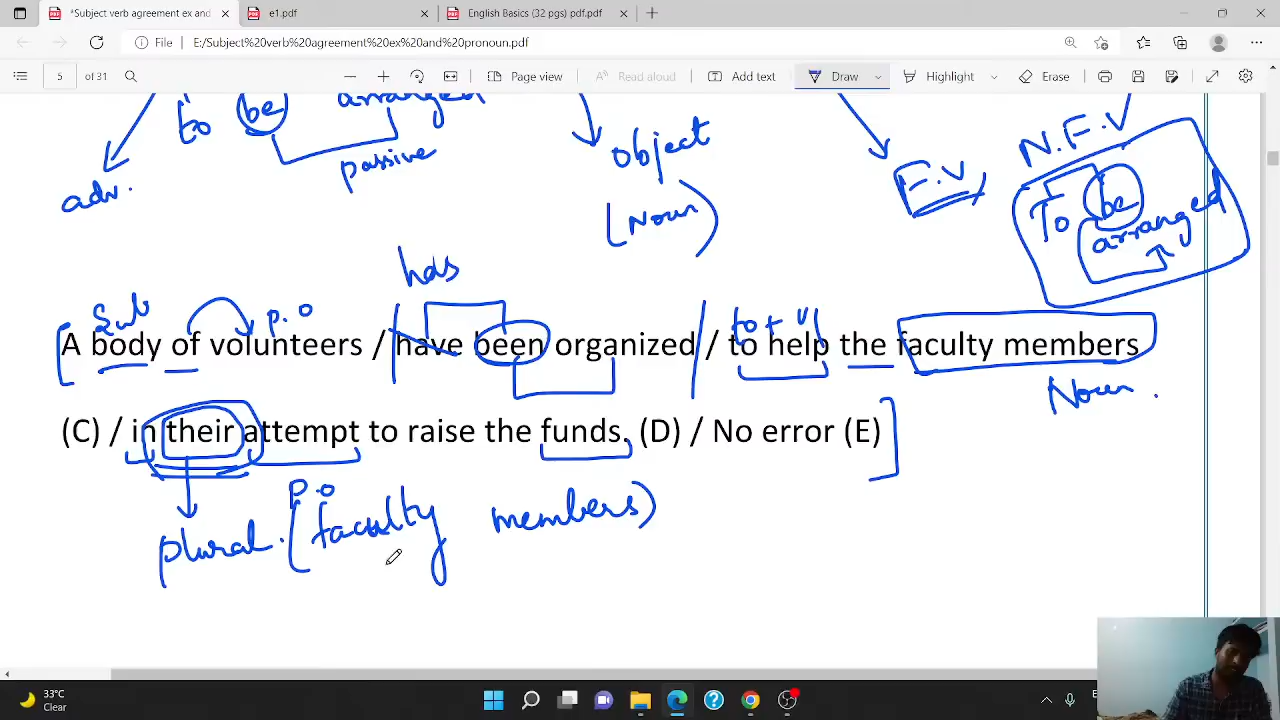 *Subject verb agreement ex and
e1.pdf
English Basics (32 pgs) pdf.pdf
File
E:/Subject%20verb%20agreement%20ex%20and%20pronoun.pdf
5 of 31
Page view
Read aloud
Add text
Draw
Highlight
Erase
to be arranged
passive
adv.
object
(Noun)
F.V
N.F.V
To be
arranged
has
Sub
P.O
to + V1
A body of volunteers / have been organized / to help the faculty members
Noun.
(C) / in their attempt to raise the funds. (D) / No error (E)
P.O
plural. (faculty members)
33°C
Clear
E